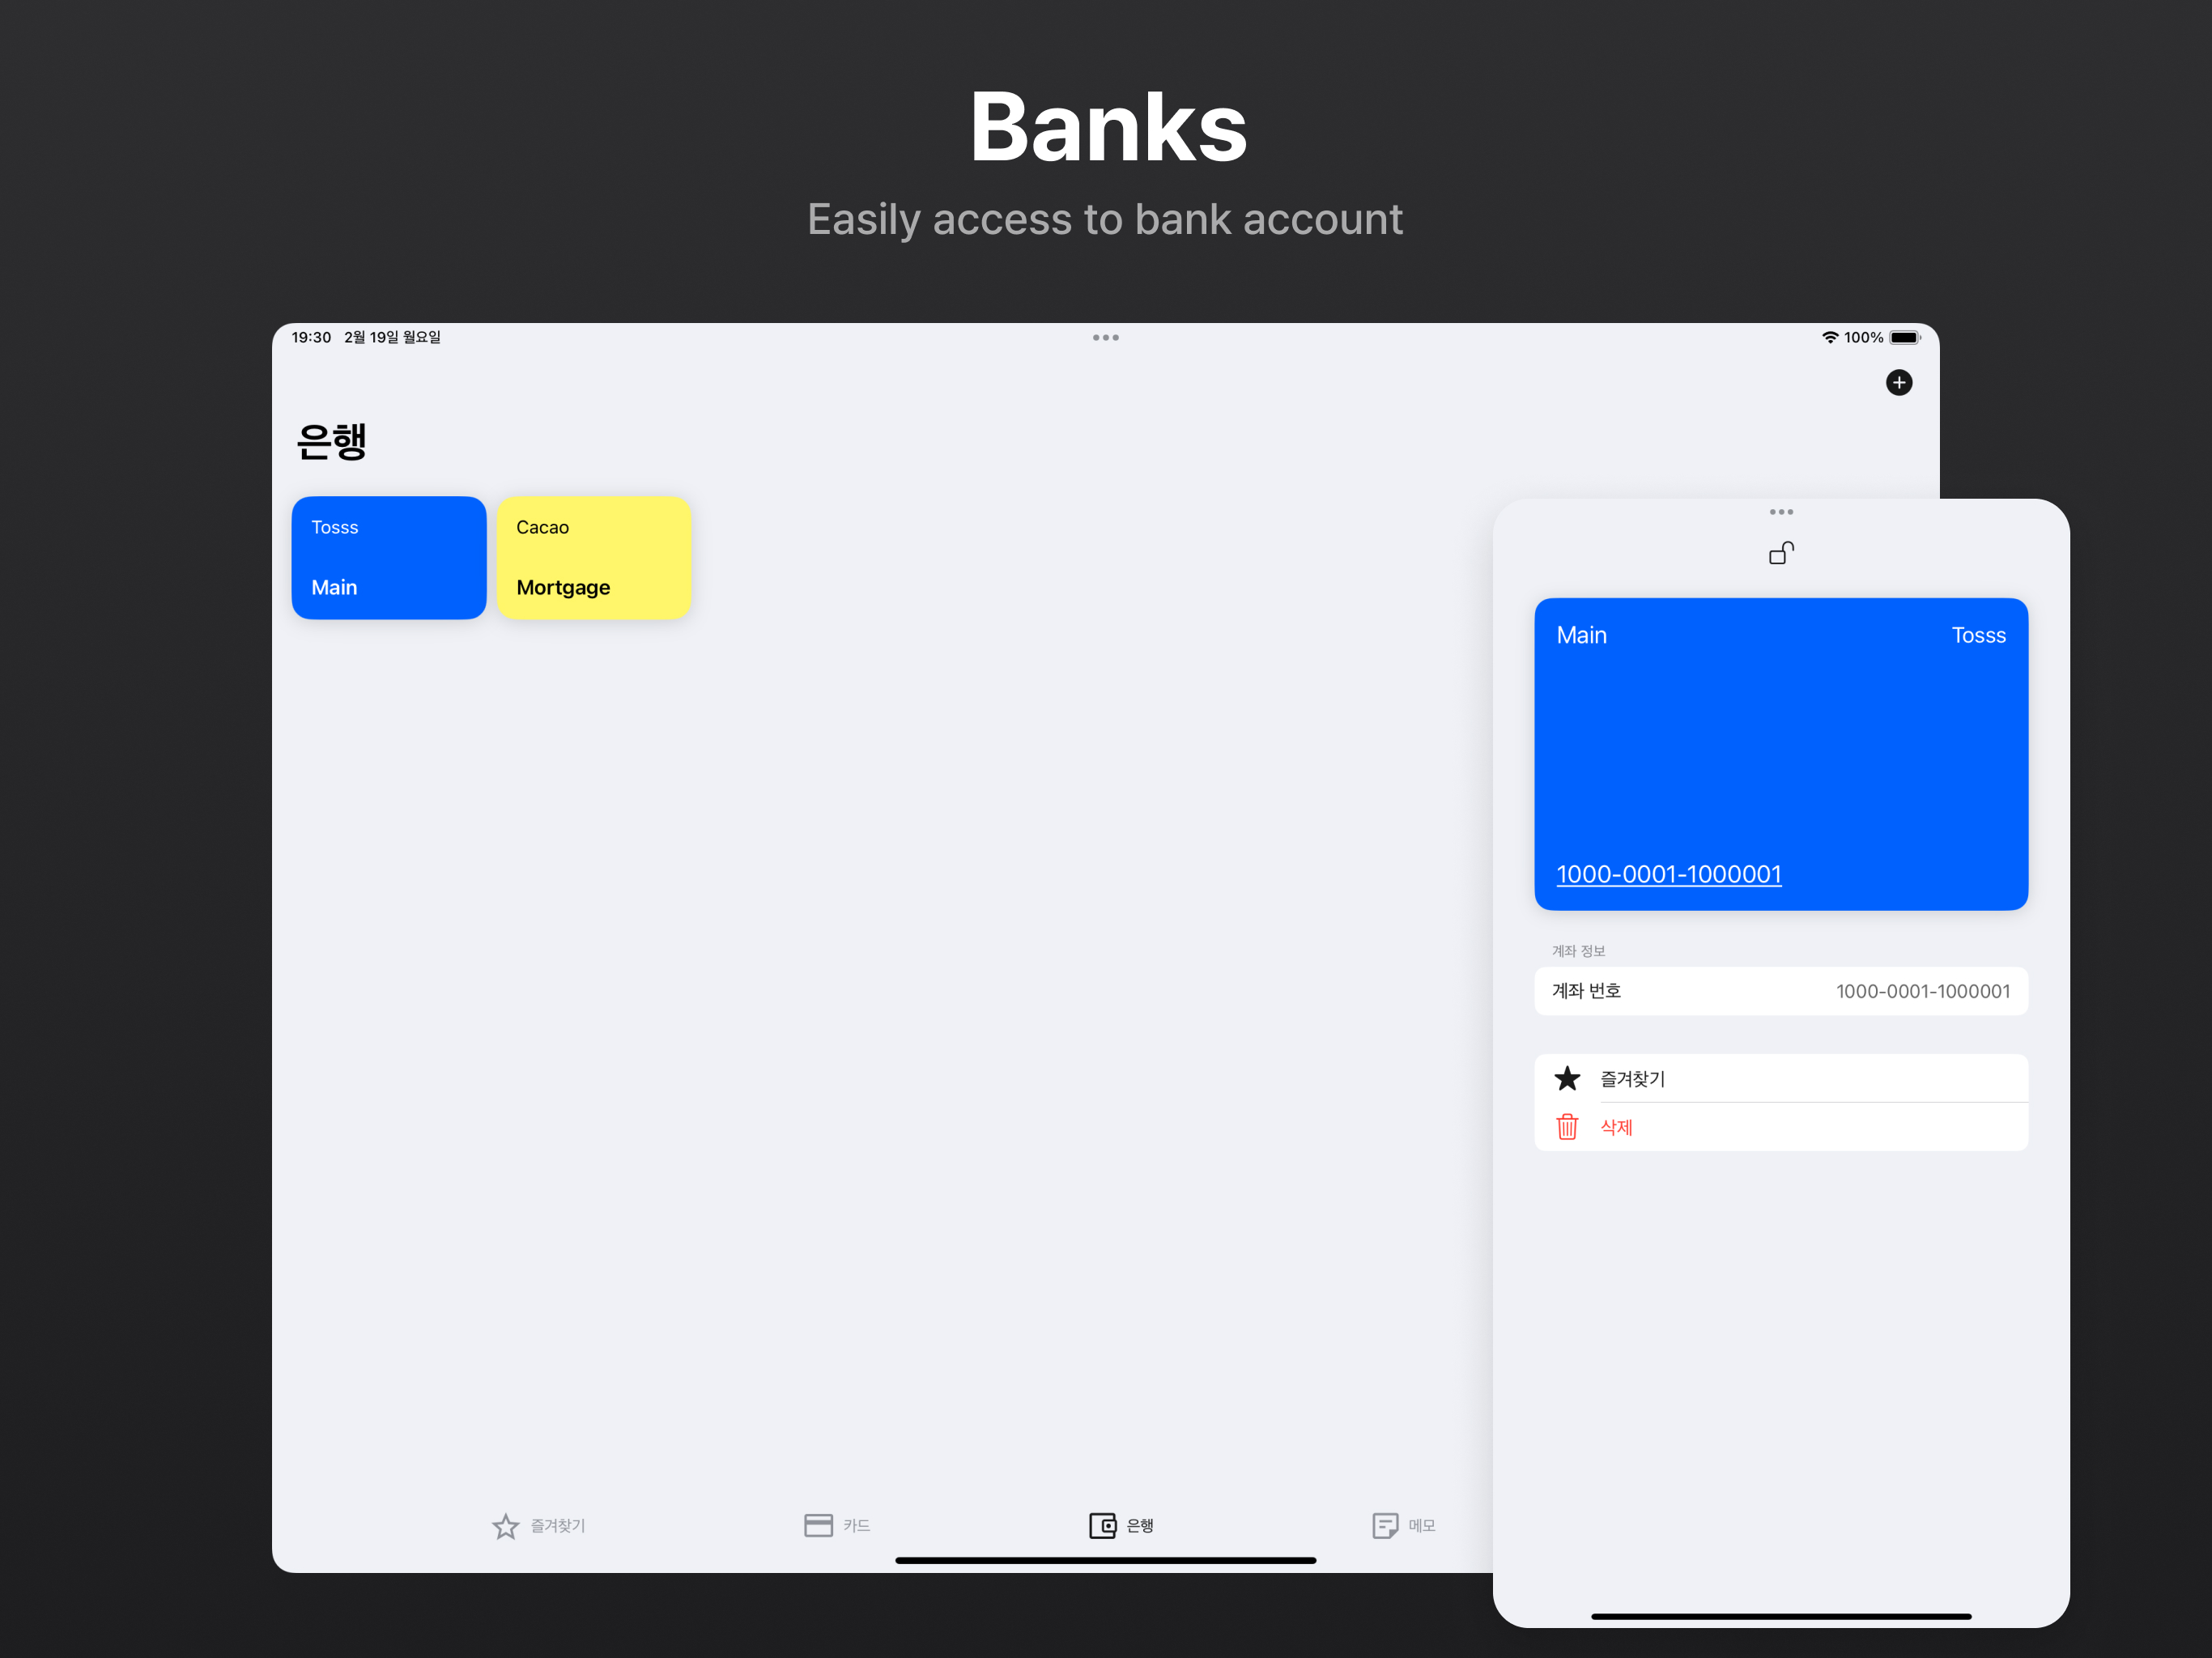 Banks
Easily access to bank account
19:30 2월 19일 월요일
100%
은행
Tosss
Main
Cacao
Mortgage
Main
Tosss
1000-0001-1000001
계좌 정보
계좌 번호
1000-0001-1000001
즐겨찾기
삭제
즐겨찾기
카드
은행
메모